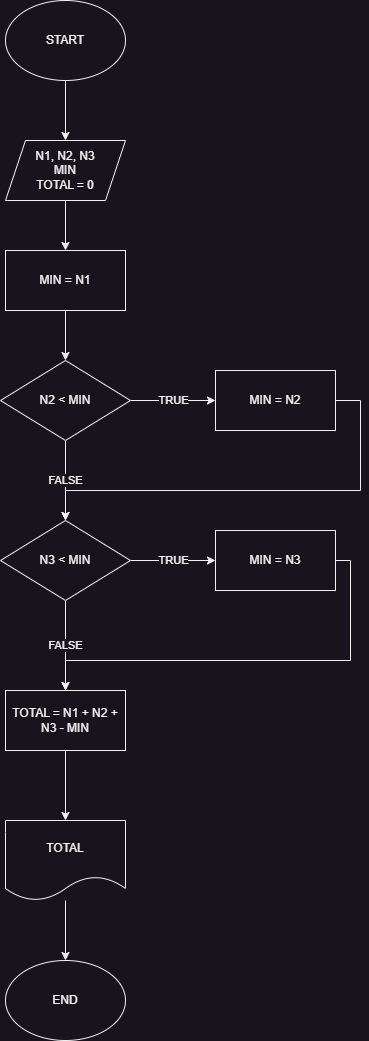 START
N1, N2, N3
MIN
TOTAL = 0
MIN = N1
N2 < MIN
TRUE
MIN = N2
FALSE
N3 < MIN
TRUE
MIN = N3
FALSE
TOTAL = N1 + N2 +
N3 - MIN
TOTAL
END